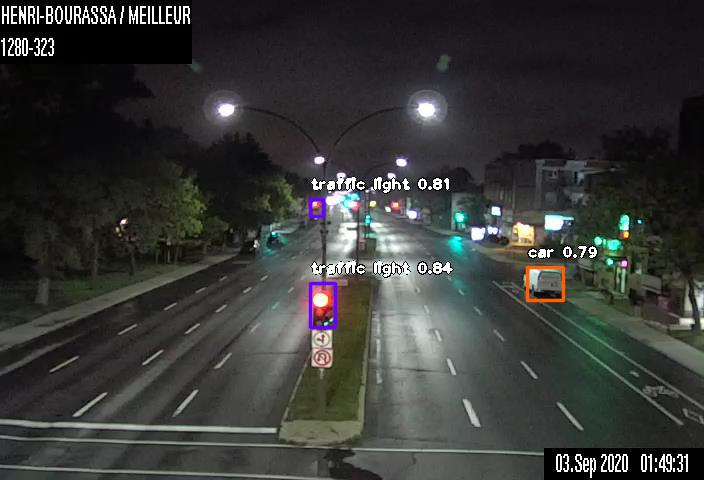 HENRI-BOURASSA / MEILLEUR
1280-323
traffic light 0.81
traffic light 0.84
car 0.79
03.Sep 2020 01:49:31